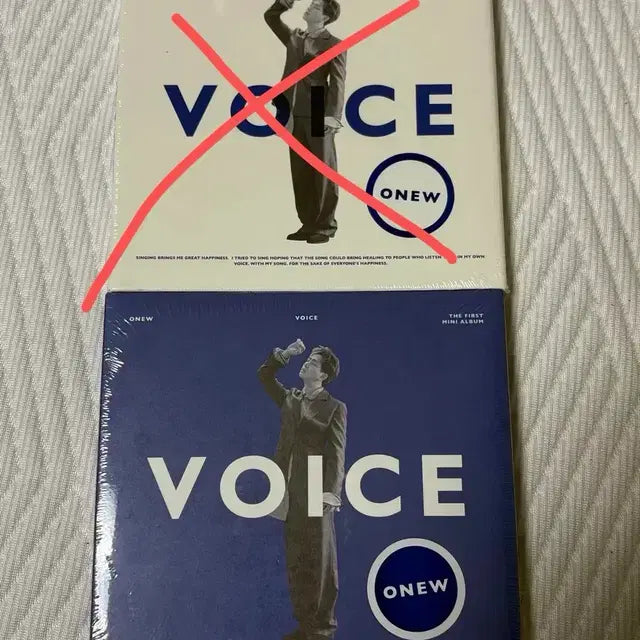 VOICE
ONEW
SINGING BRINGS ME GREAT HAPPINESS. I TRIED TO SING HOPING THAT THE SONG COULD BRING HEALING TO PEOPLE WHO LISTEN IN MY OWN
VOICE, WITH MY SONG. FOR THE SAKE OF EVERYONE'S HAPPINESS.
ONEW VOICE THE FIRST
MINI ALBUM
VOICE
ONEW